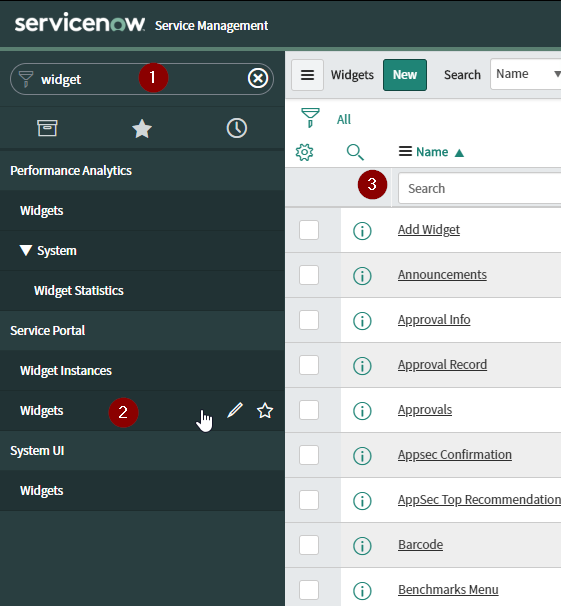 servicenow. Service Management
widget 1
Performance Analytics
Widgets
System
Widget Statistics
Service Portal
Widget Instances
Widgets 2
System UI
Widgets
Widgets New Search Name
All
Name
3 Search
Add Widget
Announcements
Approval Info
Approval Record
Approvals
Appsec Confirmation
AppSec Top Recommendation
Barcode
Benchmarks Menu